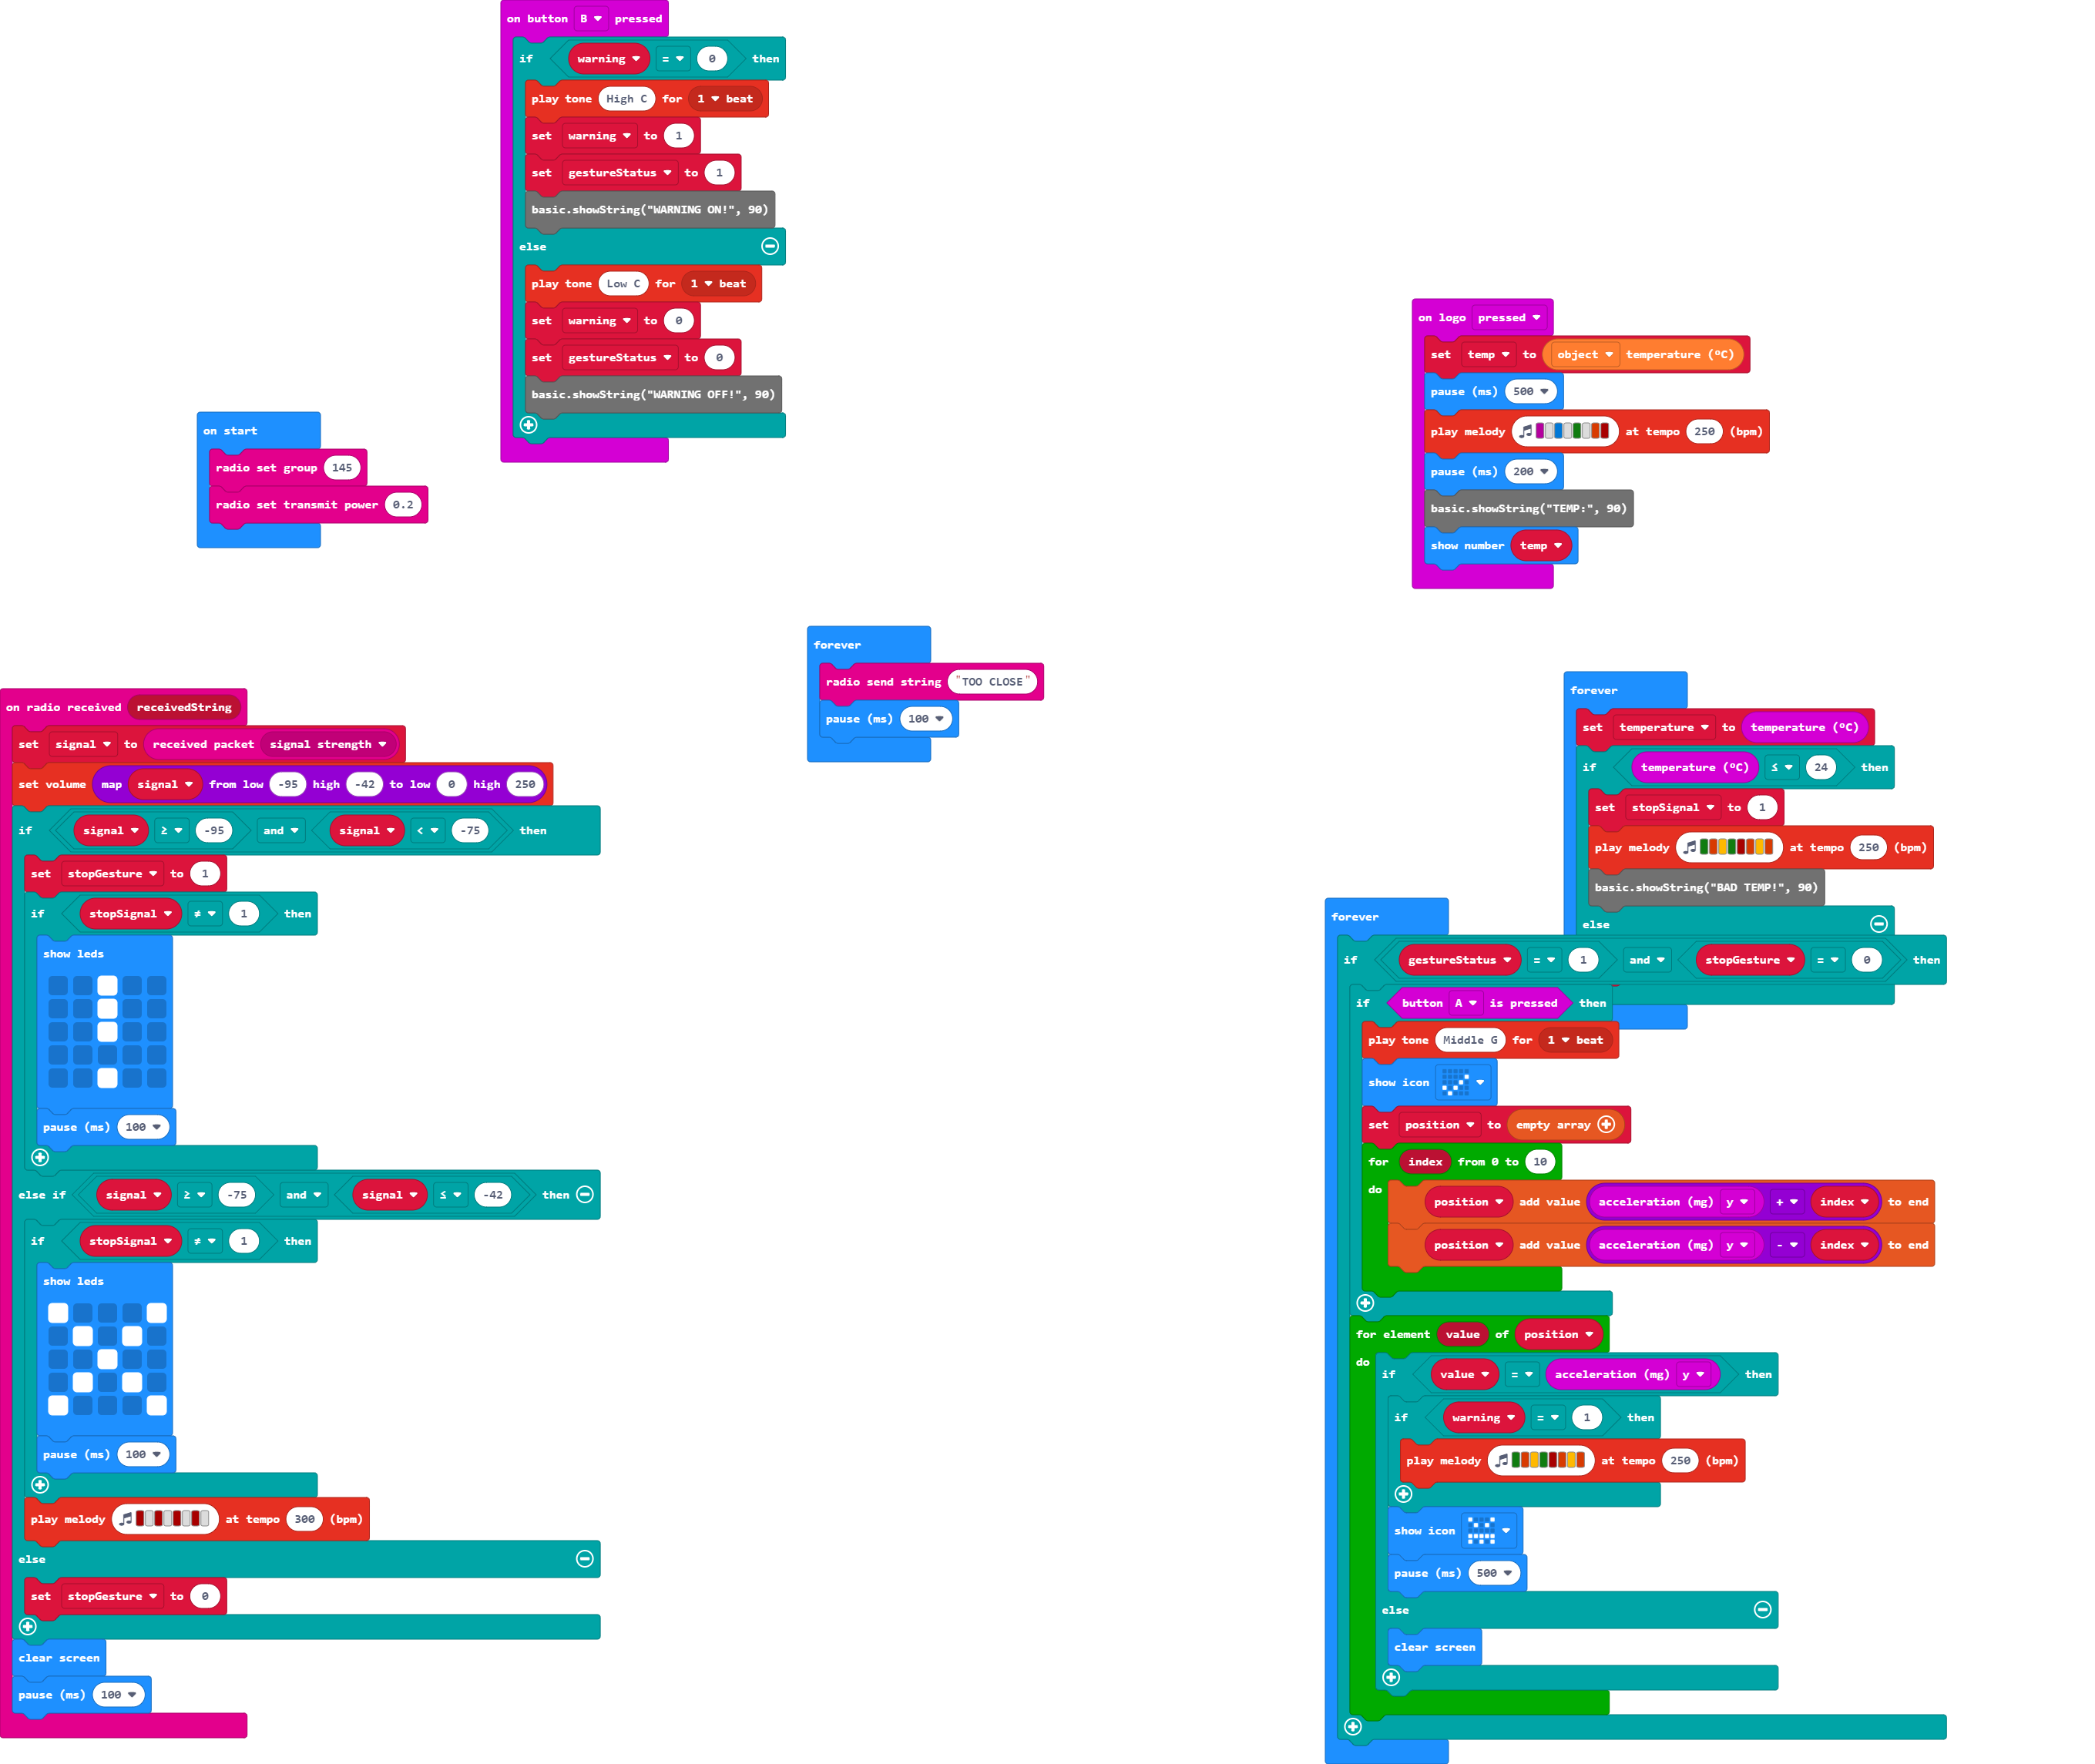 on button B pressed
if warning = 0 then
play tone High C for 1 beat
set warning to 1
set gestureStatus to 1
basic.showString("WARNING ON!", 90)
else
play tone Low C for 1 beat
set warning to 0
set gestureStatus to 0
basic.showString("WARNING OFF!", 90)
on start
radio set group 145
radio set transmit power 0.2
on logo pressed
set temp to object temperature (ºC)
pause (ms) 500
play melody at tempo 250 (bpm)
pause (ms) 200
basic.showString("TEMP:", 90)
show number temp
forever
radio send string "TOO CLOSE"
pause (ms) 100
on radio received receivedString
set signal to received packet signal strength
set volume map signal from low -95 high -42 to low 0 high 250
if signal ≥ -95 and signal < -75 then
set stopGesture to 1
if stopSignal ≠ 1 then
show leds
pause (ms) 100
else if signal ≥ -75 and signal ≤ -42 then
if stopSignal ≠ 1 then
show leds
pause (ms) 100
play melody at tempo 300 (bpm)
else
set stopGesture to 0
clear screen
pause (ms) 100
forever
set temperature to temperature (ºC)
if temperature (ºC) ≤ 24 then
set stopSignal to 1
play melody at tempo 250 (bpm)
basic.showString("BAD TEMP!", 90)
else
forever
if gestureStatus = 1 and stopGesture = 0 then
if button A is pressed then
play tone Middle G for 1 beat
show icon
set position to empty array
for index from 0 to 10
do position add value acceleration (mg) y + index to end
position add value acceleration (mg) y - index to end
for element value of position
do if value = acceleration (mg) y then
if warning = 1 then
play melody at tempo 250 (bpm)
show icon
pause (ms) 500
else
clear screen